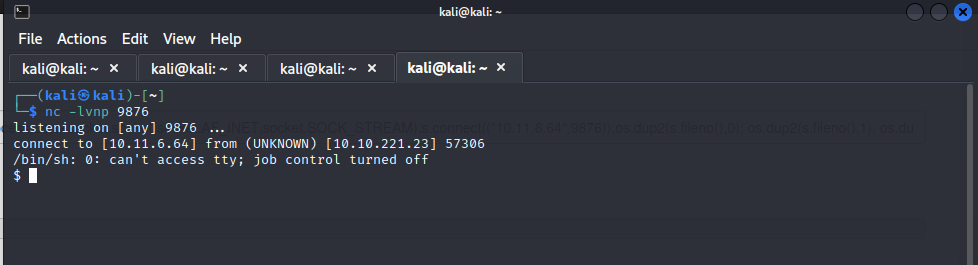 kali@kali: ~
File Actions Edit View Help
kali@kali: ~ × kali@kali: ~ × kali@kali: ~ × kali@kali: ~ ×
┌──(kali㉿kali)-[~]
└─$ nc -lvnp 9876
listening on [any] 9876 ...
connect to [10.11.6.64] from (UNKNOWN) [10.10.221.23] 57306
/bin/sh: 0: can't access tty; job control turned off
$